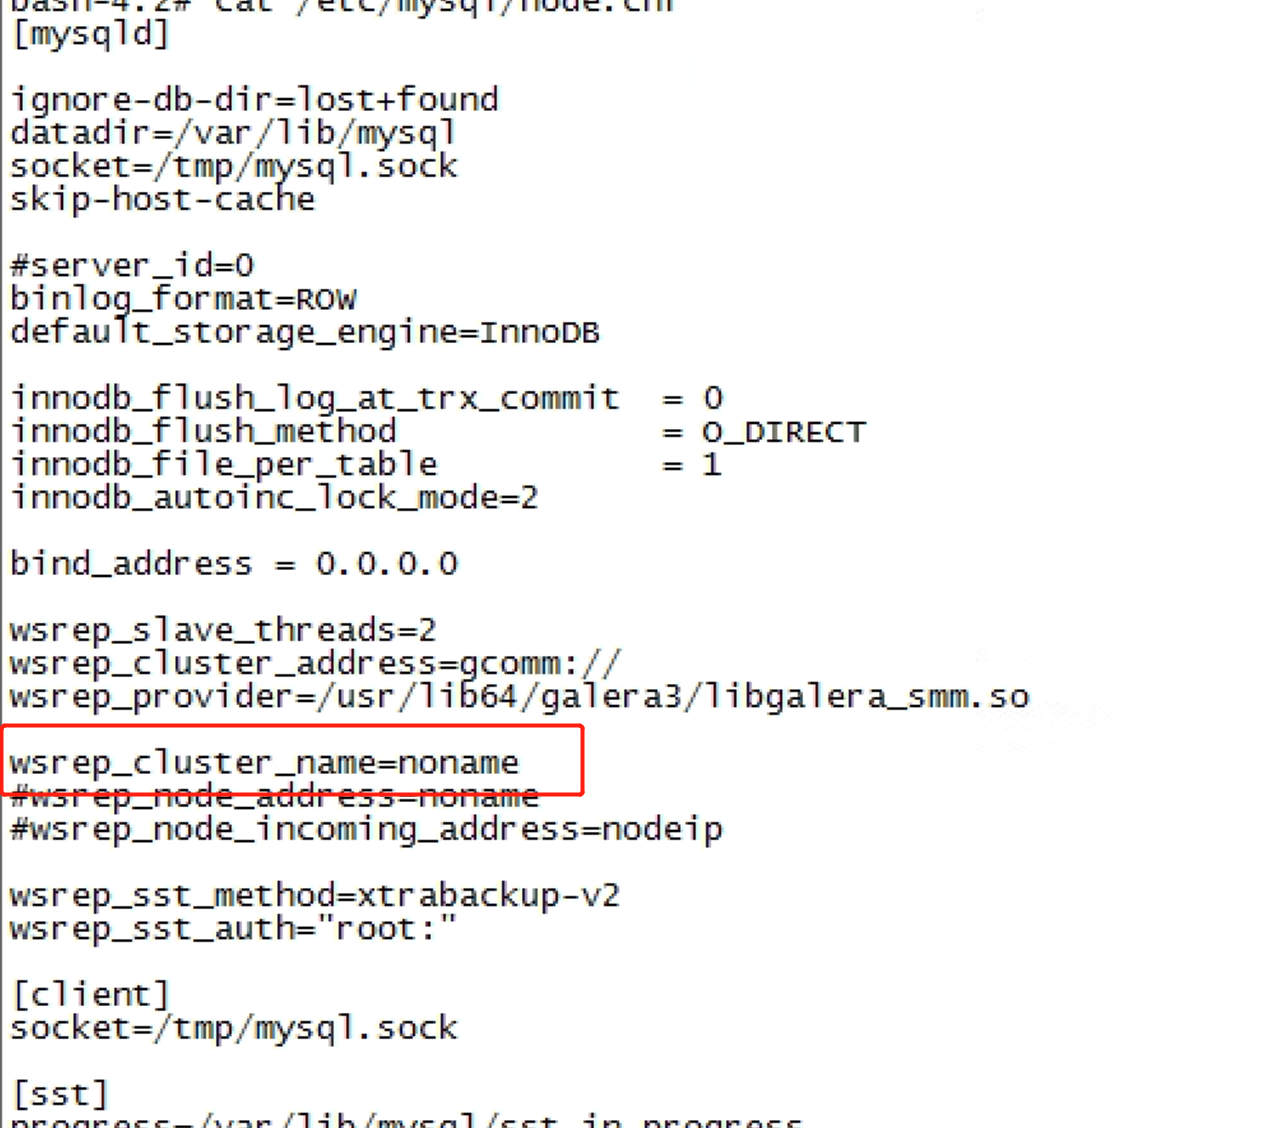 bash-4.2# cat /etc/mysql/node.cnf
[mysqld]
ignore-db-dir=lost+found
datadir=/var/lib/mysql
socket=/tmp/mysql.sock
skip-host-cache
#server_id=0
binlog_format=ROW
default_storage_engine=InnoDB
innodb_flush_log_at_trx_commit  = 0
innodb_flush_method             = O_DIRECT
innodb_file_per_table           = 1
innodb_autoinc_lock_mode=2
bind_address = 0.0.0.0
wsrep_slave_threads=2
wsrep_cluster_address=gcomm://
wsrep_provider=/usr/lib64/galera3/libgalera_smm.so
wsrep_cluster_name=noname
#wsrep_node_address=noname
#wsrep_node_incoming_address=nodeip
wsrep_sst_method=xtrabackup-v2
wsrep_sst_auth="root:"
[client]
socket=/tmp/mysql.sock
[sst]
progress=/var/lib/mysql/sst_in_progress